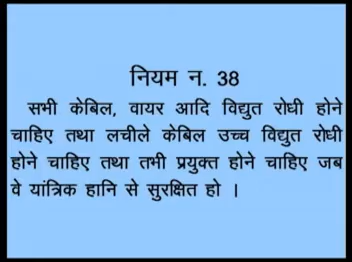 नियम न. 38
सभी केबिल, वायर आदि विद्युत रोधी होने
चाहिए तथा लचीले केबिल उच्च विद्युत रोधी
होने चाहिए तथा तभी प्रयुक्त होने चाहिए जब
वे यांत्रिक हानि से सुरक्षित हो ।